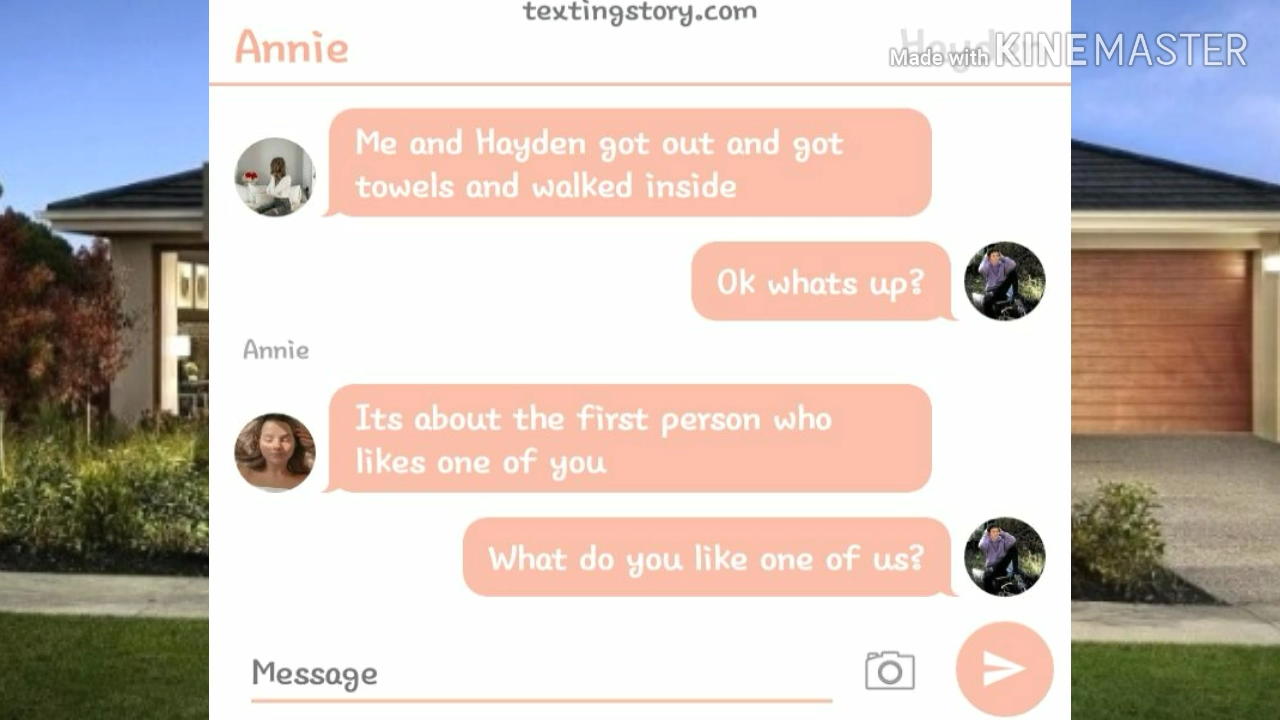 textingstory.com
Annie
Hayden
Made with KINEMASTER
Me and Hayden got out and got
towels and walked inside
Ok whats up?
Annie
Its about the first person who
likes one of you
What do you like one of us?
Message